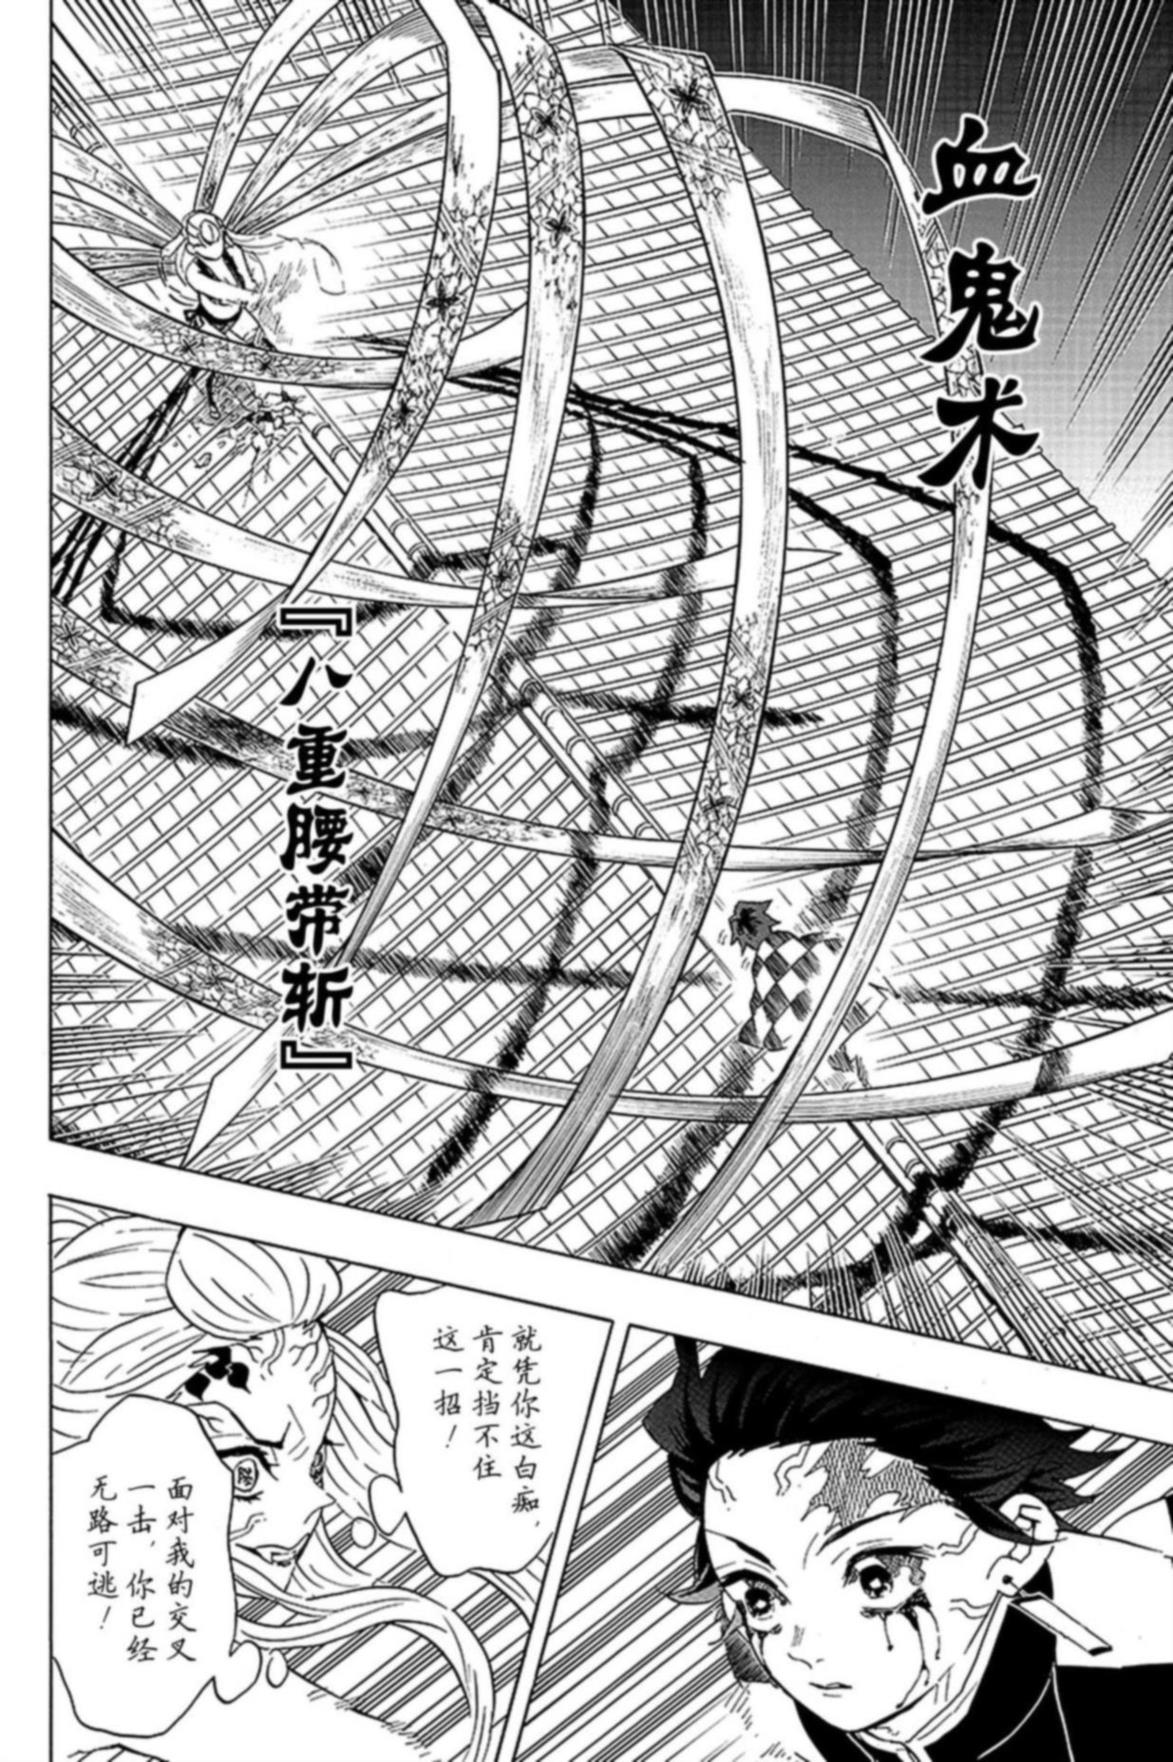 血鬼术
『八重腰带斩』
就凭你这白痴,
肯定挡不住
这一招!
面对我的交叉
一击,你已经
无路可逃!